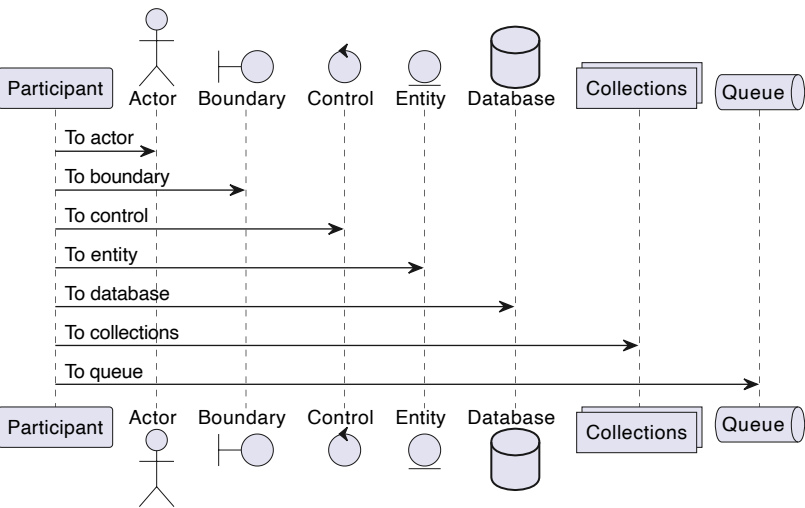 Participant Actor Boundary Control Entity Database Collections Queue
To actor
To boundary
To control
To entity
To database
To collections
To queue
Participant Actor Boundary Control Entity Database Collections Queue